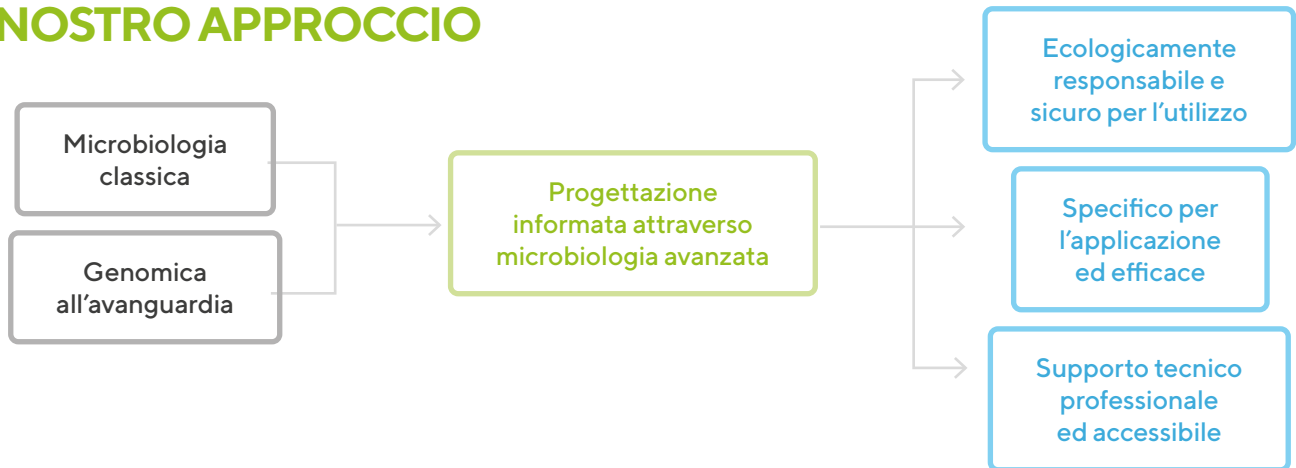 NOSTRO APPROCCIO
Microbiologia
classica
Genomica
all'avanguardia
Progettazione
informata attraverso
microbiologia avanzata
Ecologicamente
responsabile e
sicuro per l'utilizzo
Specifico per
l'applicazione
ed efficace
Supporto tecnico
professionale
ed accessibile